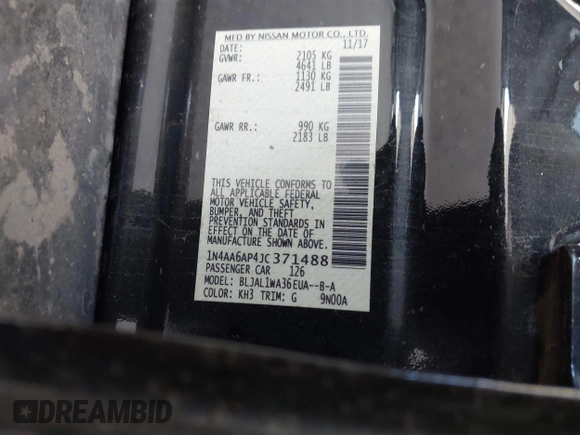 MFD BY NISSAN MOTOR CO., LTD.
DATE: 11/17
GVWR: 2105 KG
4641 LB
GAWR FR.: 1130 KG
2491 LB
GAWR RR.: 990 KG
2183 LB
THIS VEHICLE CONFORMS TO
ALL APPLICABLE FEDERAL
MOTOR VEHICLE SAFETY,
BUMPER, AND THEFT
PREVENTION STANDARDS IN
EFFECT ON THE DATE OF
MANUFACTURE SHOWN ABOVE.
1N4AA6AP4JC371488
PASSENGER CAR 126
MODEL: BLJAL1WA36EUA--B-A
COLOR: KH3 TRIM: G 9N00A
DREAMBID